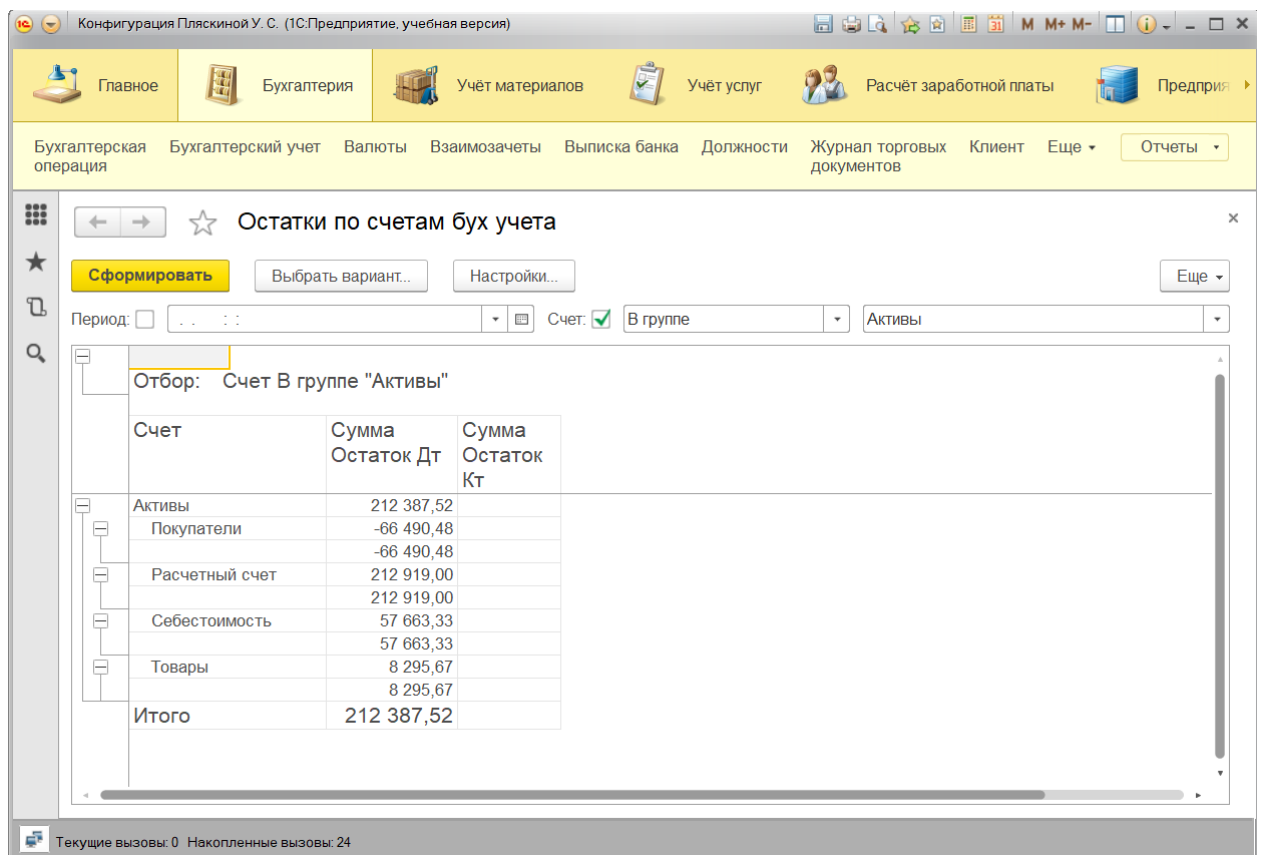 Конфигурация Пляскиной У. С. (1С:Предприятие, учебная версия)
M M+ M-
Главное
Бухгалтерия
Учёт материалов
Учёт услуг
Расчёт заработной платы
Предприя
Бухгалтерская операция
Бухгалтерский учет
Валюты
Взаимозачеты
Выписка банка
Должности
Журнал торговых документов
Клиент
Еще
Отчеты
Остатки по счетам бух учета
Сформировать
Выбрать вариант...
Настройки...
Еще
Период: . . : :
Счет: В группе
Активы
Отбор: Счет В группе "Активы"
Счет Сумма Остаток Дт Сумма Остаток Кт
Активы 212 387,52
Покупатели -66 490,48
-66 490,48
Расчетный счет 212 919,00
212 919,00
Себестоимость 57 663,33
57 663,33
Товары 8 295,67
8 295,67
Итого 212 387,52
Текущие вызовы: 0 Накопленные вызовы: 24